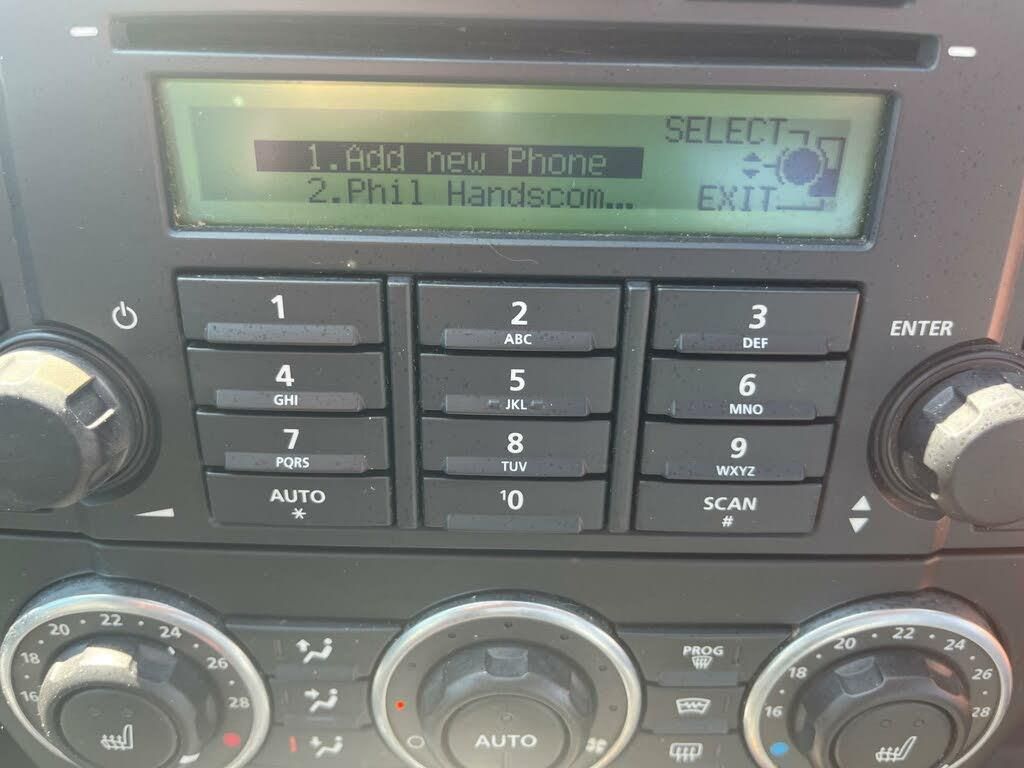 SELECT
1.Add new Phone
2.Phil Handscom...
EXIT
1
2
ABC
3
DEF
ENTER
4
GHI
5
JKL
6
MNO
7
PQRS
8
TUV
9
WXYZ
AUTO
*
10
SCAN
#
16 18 20 22 24 26 28
PROG
16 18 20 22 24 26 28
AUTO